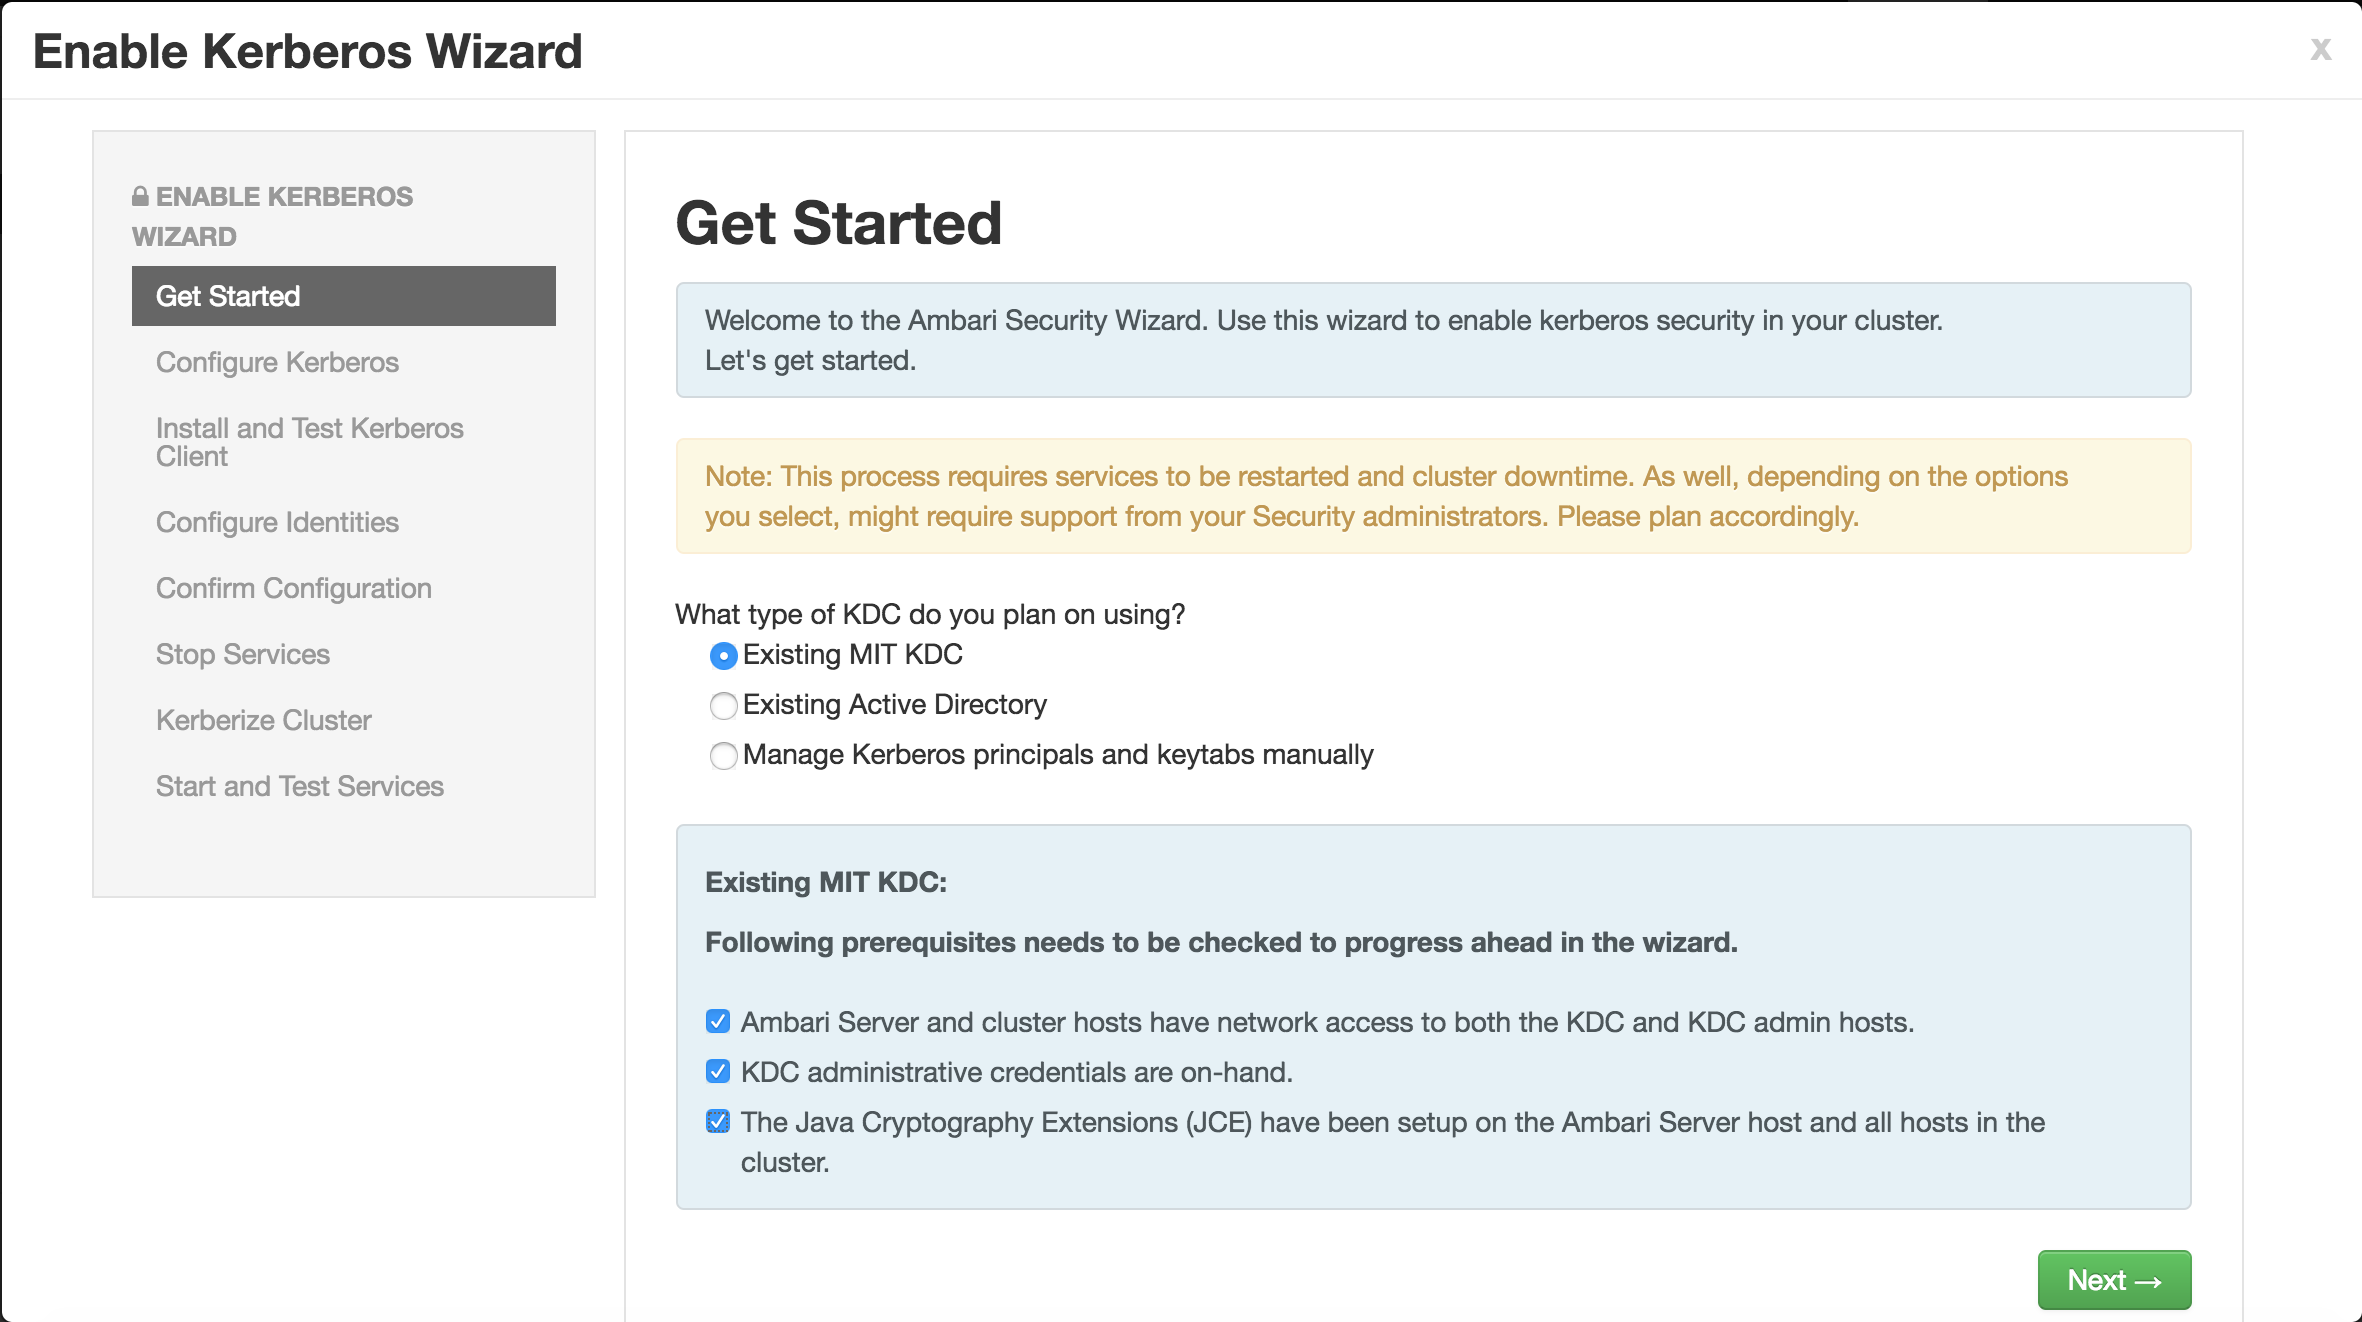 Enable Kerberos Wizard
x
ENABLE KERBEROS
WIZARD
Get Started
Configure Kerberos
Install and Test Kerberos
Client
Configure Identities
Confirm Configuration
Stop Services
Kerberize Cluster
Start and Test Services
Get Started
Welcome to the Ambari Security Wizard. Use this wizard to enable kerberos security in your cluster.
Let's get started.
Note: This process requires services to be restarted and cluster downtime. As well, depending on the options
you select, might require support from your Security administrators. Please plan accordingly.
What type of KDC do you plan on using?
Existing MIT KDC
Existing Active Directory
Manage Kerberos principals and keytabs manually
Existing MIT KDC:
Following prerequisites needs to be checked to progress ahead in the wizard.
Ambari Server and cluster hosts have network access to both the KDC and KDC admin hosts.
KDC administrative credentials are on-hand.
The Java Cryptography Extensions (JCE) have been setup on the Ambari Server host and all hosts in the
cluster.
Next →